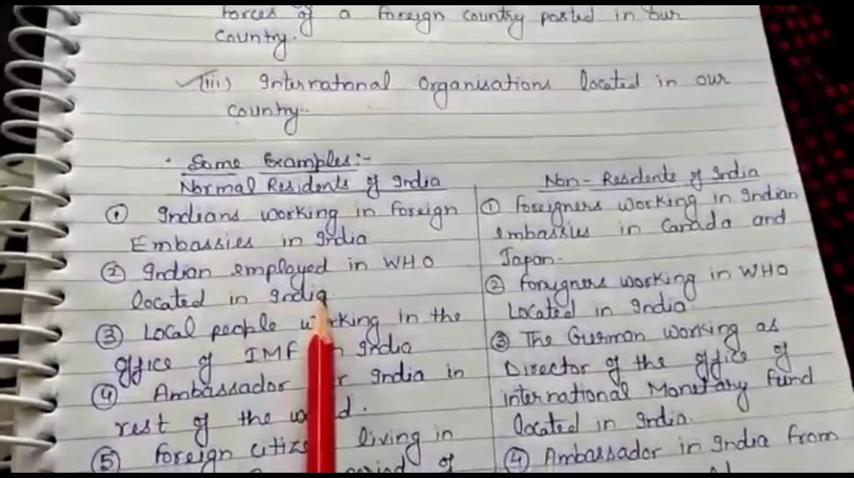 Forces of a foreign country posted in our
country.
(iii) International Organisations located in our
country.
• Some Examples:-
Normal Residents of India
① Indians working in foreign
Embassies in India
② Indian employed in WHO
located in India.
③ Local people working in the
office of IMF in India
④ Ambassador India in
rest of the world.
⑤ foreign living in
period of
Non-Residents of India
① foreigners working in Indian
embassies in Canada and
Japan.
② foreigners working in WHO
Located in India.
③ The German working as
Director of the office of
international Monetary fund
located in India.
④ Ambassador in India from